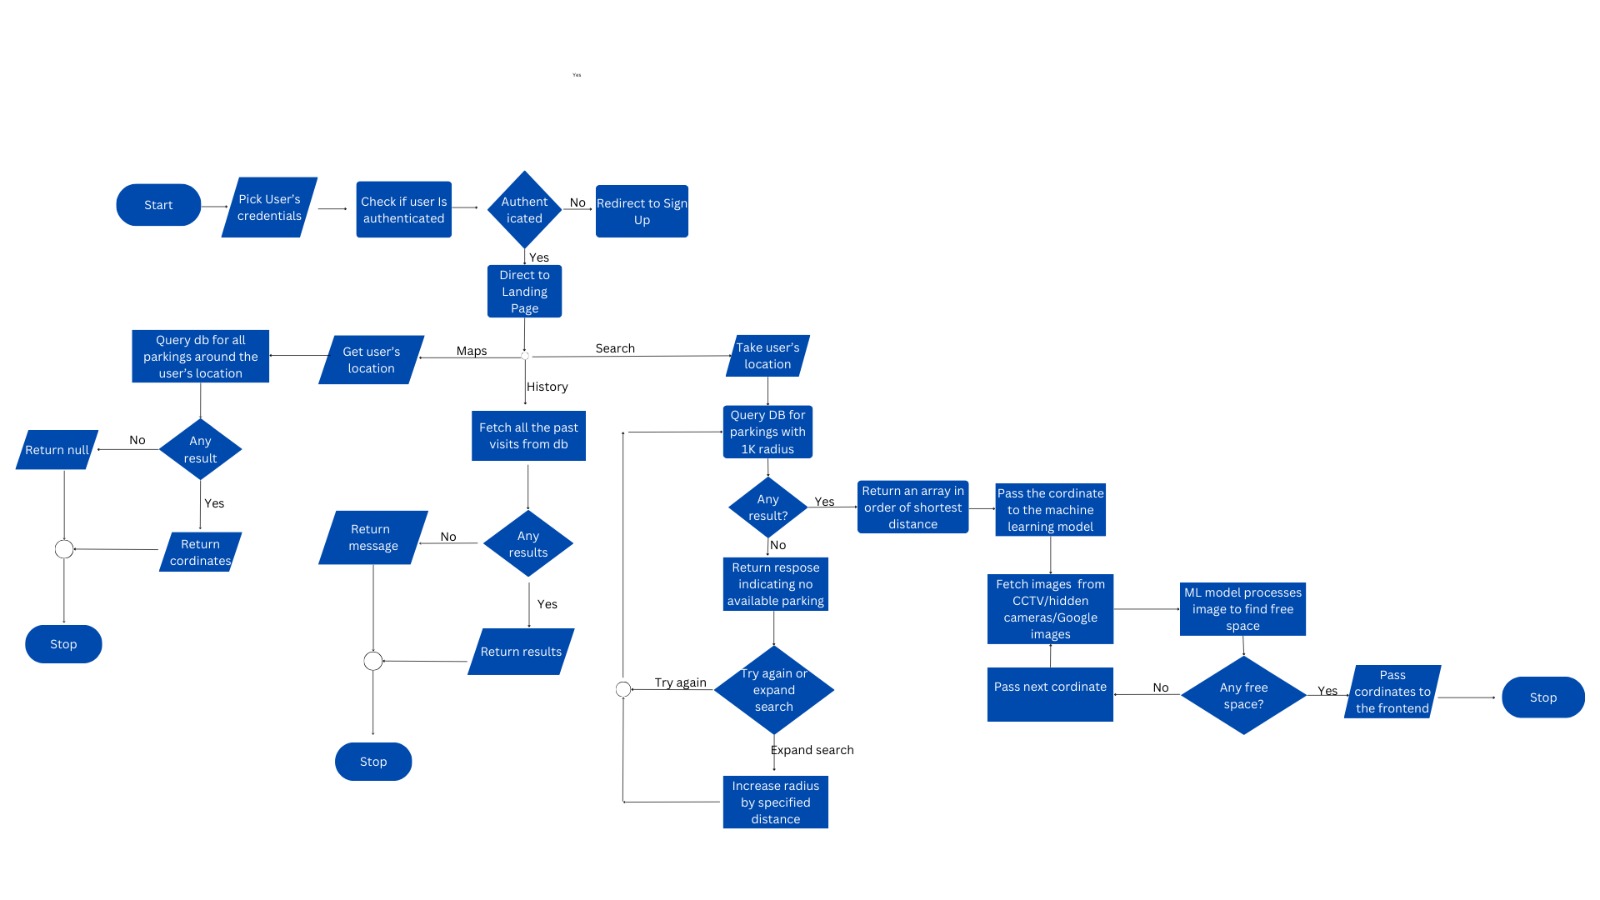 Yes
Start
Pick User's
credentials
Check if user Is
authenticated
Authent
icated
No
Redirect to Sign
Up
Yes
Direct to
Landing
Page
Query db for all
parkings around the
user's location
Get user's
location
Maps
Search
Take user's
location
History
Return null
No
Any
result
Yes
Return
cordinates
Stop
Fetch all the past
visits from db
Return
message
No
Any
results
Yes
Return results
Stop
Query DB for
parkings with
1K radius
Any
result?
Yes
Return an array in
order of shortest
distance
Pass the cordinate
to the machine
learning model
No
Return respose
indicating no
available parking
Try again
Try again or
expand
search
Expand search
Increase radius
by specified
distance
Fetch images from
CCTV/hidden
cameras/Google
images
ML model processes
image to find free
space
Pass next cordinate
No
Any free
space?
Yes
Pass
cordinates to
the frontend
Stop